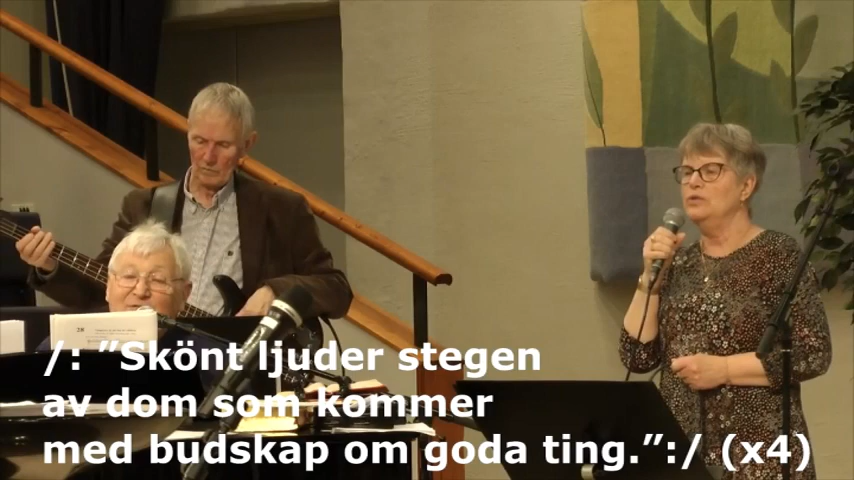 /: ”Skönt ljuder stegen
av dom som kommer
med budskap om goda ting.”:/ (x4)